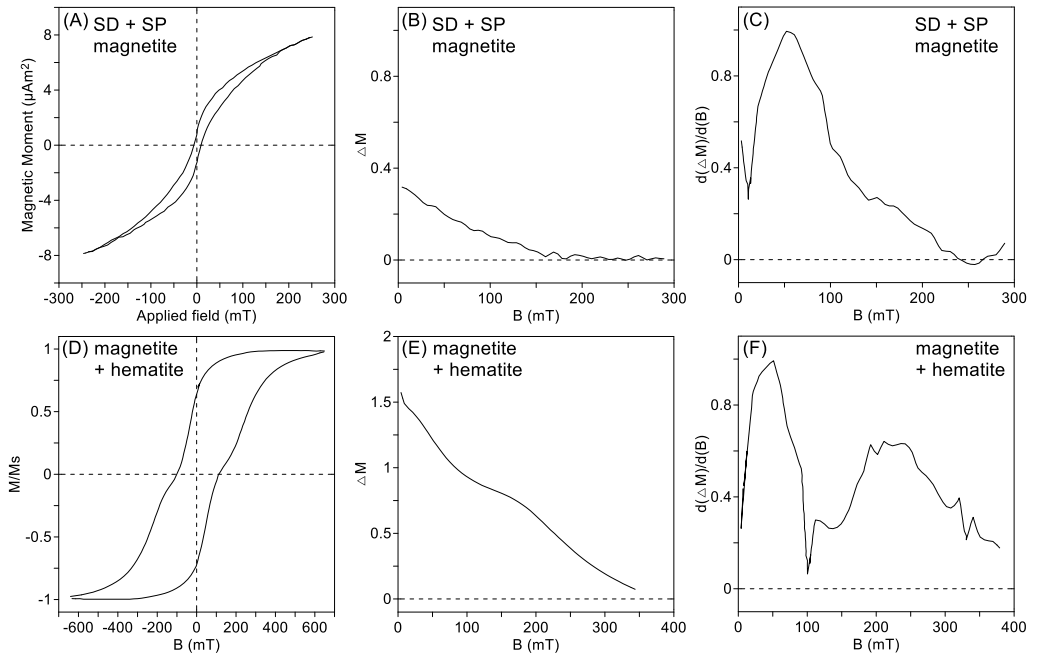 (A) SD + SP
magnetite
8
4
0
-4
-8
Magnetic Moment (μAm²)
-300 -200 -100 0 100 200 300
Applied field (mT)
(B) SD + SP
magnetite
0.8
0.4
0
△M
0 100 200 300
B (mT)
(C) SD + SP
magnetite
0.8
0.4
0
d(△M)/d(B)
0 100 200 300
B (mT)
(D) magnetite
+ hematite
1
0.5
0
-0.5
-1
M/Ms
-600 -400 -200 0 200 400 600
B (mT)
(E) magnetite
+ hematite
2
1.5
1
0.5
0
△M
0 100 200 300 400
B (mT)
(F) magnetite
+ hematite
0.8
0.4
0
d(△M)/d(B)
0 100 200 300 400
B (mT)